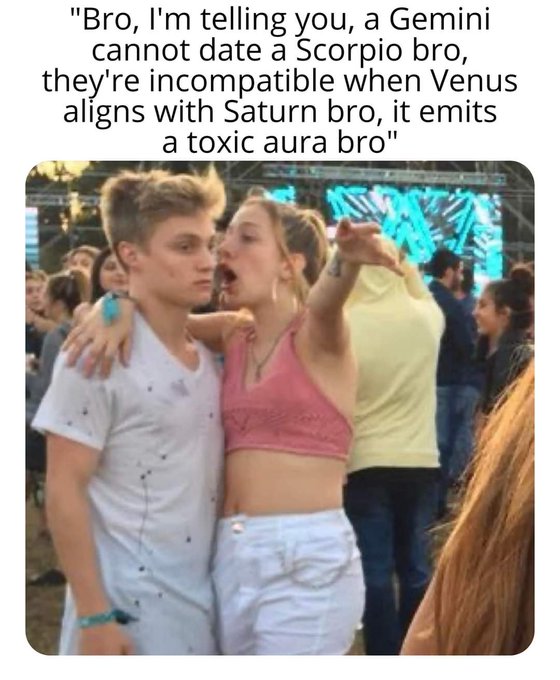 "Bro, I'm telling you, a Gemini
cannot date a Scorpio bro,
they're incompatible when Venus
aligns with Saturn bro, it emits
a toxic aura bro"